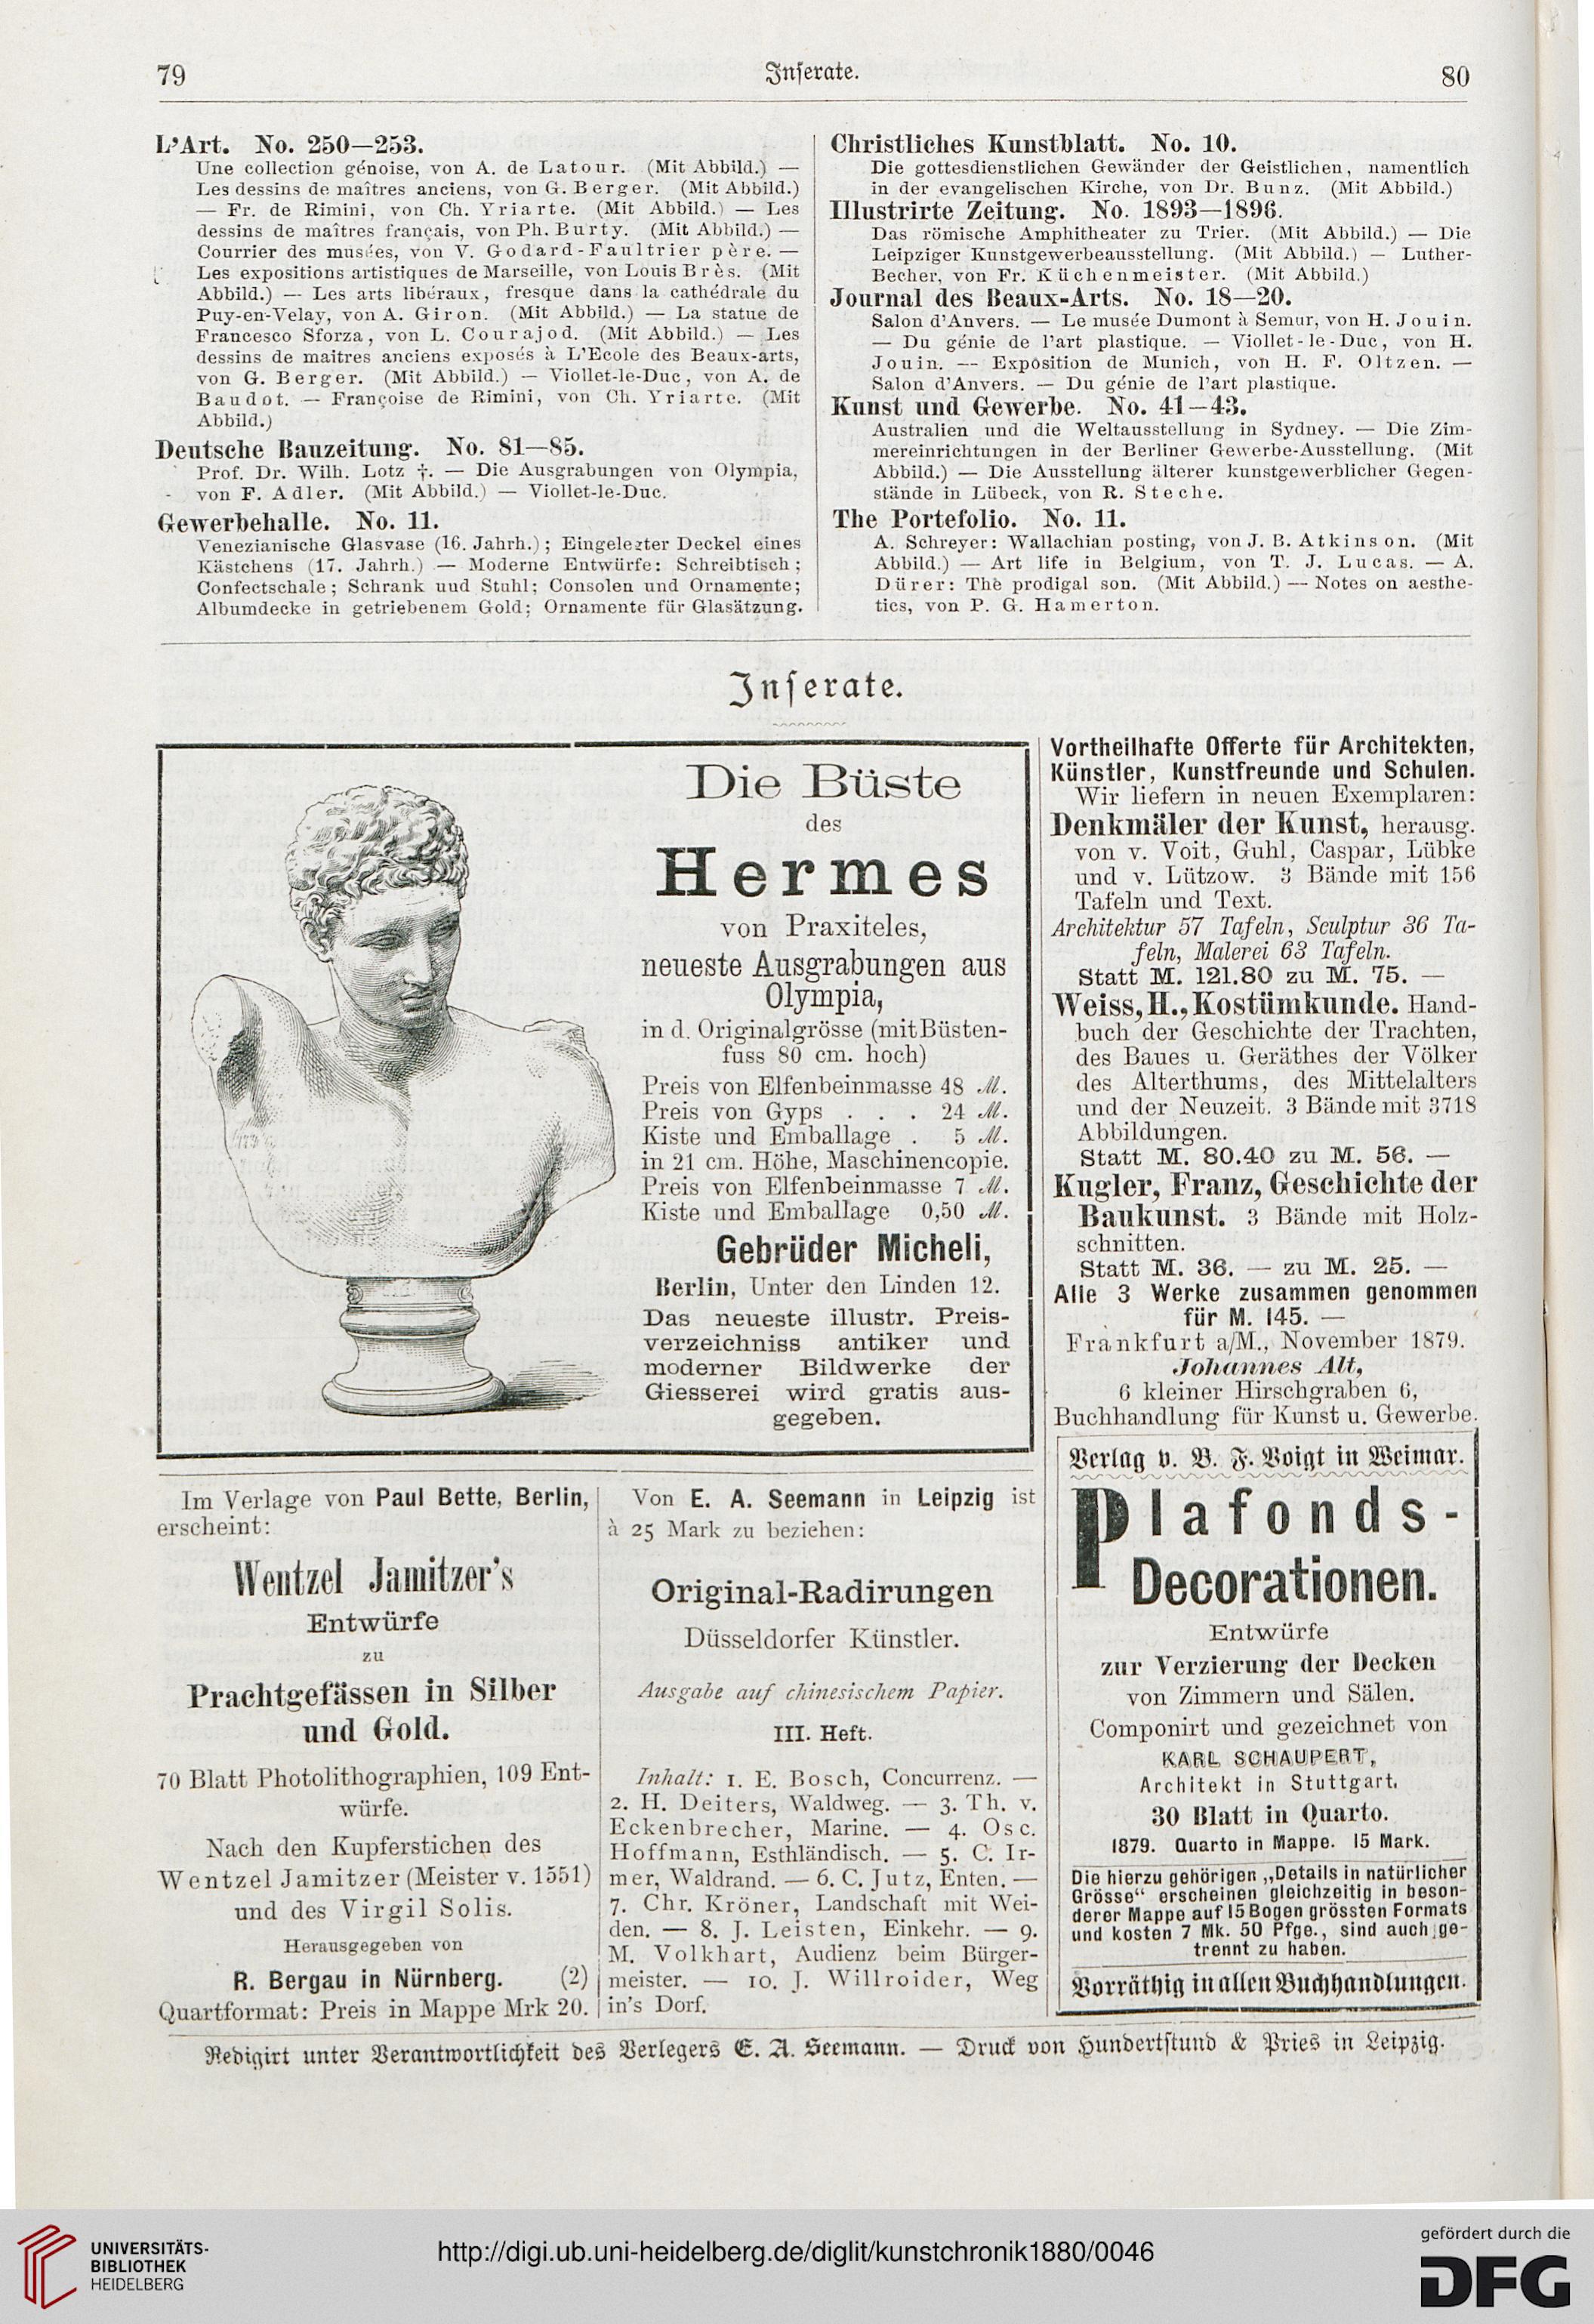 79
Inserate.
80
L'Art. No. 250—253.
Une collection génoise, von A. de Latour. (Mit Abbild.) —
Les dessins de maîtres anciens, von G. Berger. (Mit Abbild.)
— Fr. de Rimini, von Ch. Yriarte. (Mit Abbild.) — Les
dessins de maîtres français, von Ph. Burty. (Mit Abbild.) —
Courrier des musées, von V. Godard-Faultrier père. —
Les expositions artistiques de Marseille, von Louis Brès. (Mit
Abbild.) — Les arts libéraux, fresque dans la cathédrale du
Puy-en-Velay, von A. Giron. (Mit Abbild.) — La statue de
Francesco Sforza, von L. Courajod. (Mit Abbild.) — Les
dessins de maitres anciens exposés à L'Ecole des Beaux-arts,
von G. Berger. (Mit Abbild.) — Viollet-le-Duc, von A. de
Baudot. — Françoise de Rimini, von Ch. Yriarte. (Mit
Abbild.)
Deutsche Bauzeitung. No. 81—85.
Prof. Dr. Wilh. Lotz †. — Die Ausgrabungen von Olympia,
von F. Adler. (Mit Abbild.) — Viollet-le-Duc.
Gewerbehalle. No. 11.
Venezianische Glasvase (16. Jahrh.); Eingelegter Deckel eines
Kästchens (17. Jahrh.) — Moderne Entwürfe: Schreibtisch;
Confectschale; Schrank uud Stuhl; Consolen und Ornamente;
Albumdecke in getriebenem Gold; Ornamente für Glasätzung.
Christliches Kunstblatt. No. 10.
Die gottesdienstlichen Gewänder der Geistlichen, namentlich
in der evangelischen Kirche, von Dr. Bunz. (Mit Abbild.)
Illustrirte Zeitung. No. 1893—1896.
Das römische Amphitheater zu Trier. (Mit Abbild.) — Die
Leipziger Kunstgewerbeausstellung. (Mit Abbild.) — Luther-
Becher, von Fr. Küchenmeister. (Mit Abbild.)
Journal des Beaux-Arts. No. 18—20.
Salon d'Anvers. — Le musée Dumont à Semur, von H. Jouin.
— Du génie de l'art plastique. — Viollet-le-Duc, von H.
Jouin. — Exposition de Munich, von H. F. Oltzen. —
Salon d'Anvers. — Du génie de l'art plastique.
Kunst und Gewerbe. No. 41—43.
Australien und die Weltausstellung in Sydney. — Die Zim-
mereinrichtungen in der Berliner Gewerbe-Ausstellung. (Mit
Abbild.) — Die Ausstellung älterer kunstgewerblicher Gegen-
stände in Lübeck, von R. Steche.
The Portefolio. No. 11.
A. Schreyer: Wallachian posting, von J. B. Atkinson. (Mit
Abbild.) — Art life in Belgium, von T. J. Lucas. — A.
Dürer: The prodigal son. (Mit Abbild.) — Notes on aesthe-
tics, von P. G. Hamerton.
Inserate.
Die Büste
des
Hermes
von Praxiteles,
neueste Ausgrabungen aus
Olympia,
in d. Originalgrösse (mit Büsten-
fuss 80 cm. hoch)
Preis von Elfenbeinmasse 48 M.
Preis von Gyps . . . 24 M.
Kiste und Emballage . 5 M.
in 21 cm. Höhe, Maschinencopie.
Preis von Elfenbeinmasse 7 M.
Kiste und Emballage 0,50 M.
Gebrüder Micheli,
Berlin, Unter den Linden 12.
Das neueste illustr. Preis-
verzeichniss antiker und
moderner Bildwerke der
Giesserei wird gratis aus-
gegeben.
Vortheilhafte Offerte für Architekten,
Künstler, Kunstfreunde und Schulen.
Wir liefern in neuen Exemplaren:
Denkmäler der Kunst, herausg.
von v. Voit, Guhl, Caspar, Lübke
und v. Lützow. 3 Bände mit 156
Tafeln und Text.
Architektur 57 Tafeln, Sculptur 36 Ta-
feln, Malerei 63 Tafeln.
Statt M. 121.80 zu M. 75. —
Weiss, H., Kostümkunde. Hand-
buch der Geschichte der Trachten,
des Baues u. Geräthes der Völker
des Alterthums, des Mittelalters
und der Neuzeit. 3 Bände mit 3718
Abbildungen.
Statt M. 80.40 zu M. 56. —
Kugler, Franz, Geschichte der
Baukunst. 3 Bände mit Holz-
schnitten.
Statt M. 36. — zu M. 25. —
Alle 3 Werke zusammen genommen
für M. 145. —
Frankfurt a/M., November 1879.
Johannes Alt,
6 kleiner Hirschgraben 6,
Buchhandlung für Kunst u. Gewerbe.
Im Verlage von Paul Bette, Berlin,
erscheint:
Wentzel Jamitzer's
Entwürfe
zu
Prachtgefässen in Silber
und Gold.
70 Blatt Photolithographien, 109 Ent-
würfe.
Nach den Kupferstichen des
Wentzel Jamitzer (Meister v. 1551)
und des Virgil Solis.
Herausgegeben von
R. Bergau in Nürnberg. (2)
Quartformat: Preis in Mappe Mrk 20.
Von E. A. Seemann in Leipzig ist
à 25 Mark zu beziehen:
Original-Radirungen
Düsseldorfer Künstler.
Ausgabe auf chinesischem Papier.
III. Heft.
Inhalt: 1. E. Bosch, Concurrenz. —
2. H. Deiters, Waldweg. — 3. Th. v.
Eckenbrecher, Marine. — 4. Osc.
Hoffmann, Esthländisch. — 5. C. Ir-
mer, Waldrand. — 6. C. Jutz, Enten. —
7. Chr. Kröner, Landschaft mit Wei-
den. — 8. J. Leisten, Einkehr. — 9.
M. Volkhart, Audienz beim Bürger-
meister. — 10. J. Willroider, Weg
in's Dorf.
Verlag v. B. F. Voigt in Weimar.
Plafonds-
Decorationen.
Entwürfe
zur Verzierung der Decken
von Zimmern und Sälen.
Componirt und gezeichnet von
KARL SCHAUPERT,
Architekt in Stuttgart.
30 Blatt in Quarto.
1879. Quarto in Mappe. 15 Mark.
Die hierzu gehörigen „Details in natürlicher
Grösse“ erscheinen gleichzeitig in beson-
derer Mappe auf 15 Bogen grössten Formats
und kosten 7 Mk. 50 Pfge., sind auch ge-
trennt zu haben.
Vorräthig in allen Buchhandlungen.
Redigirt unter Verantwortlichkeit des Verlegers E. A. Seemann. — Druck von Hundertstund & Pries in Leipzig.
UNIVERSITÄTS-
BIBLIOTHEK
HEIDELBERG
http://digi.ub.uni-heidelberg.de/diglit/kunstchronik1880/0046
gefördert durch die
DFG